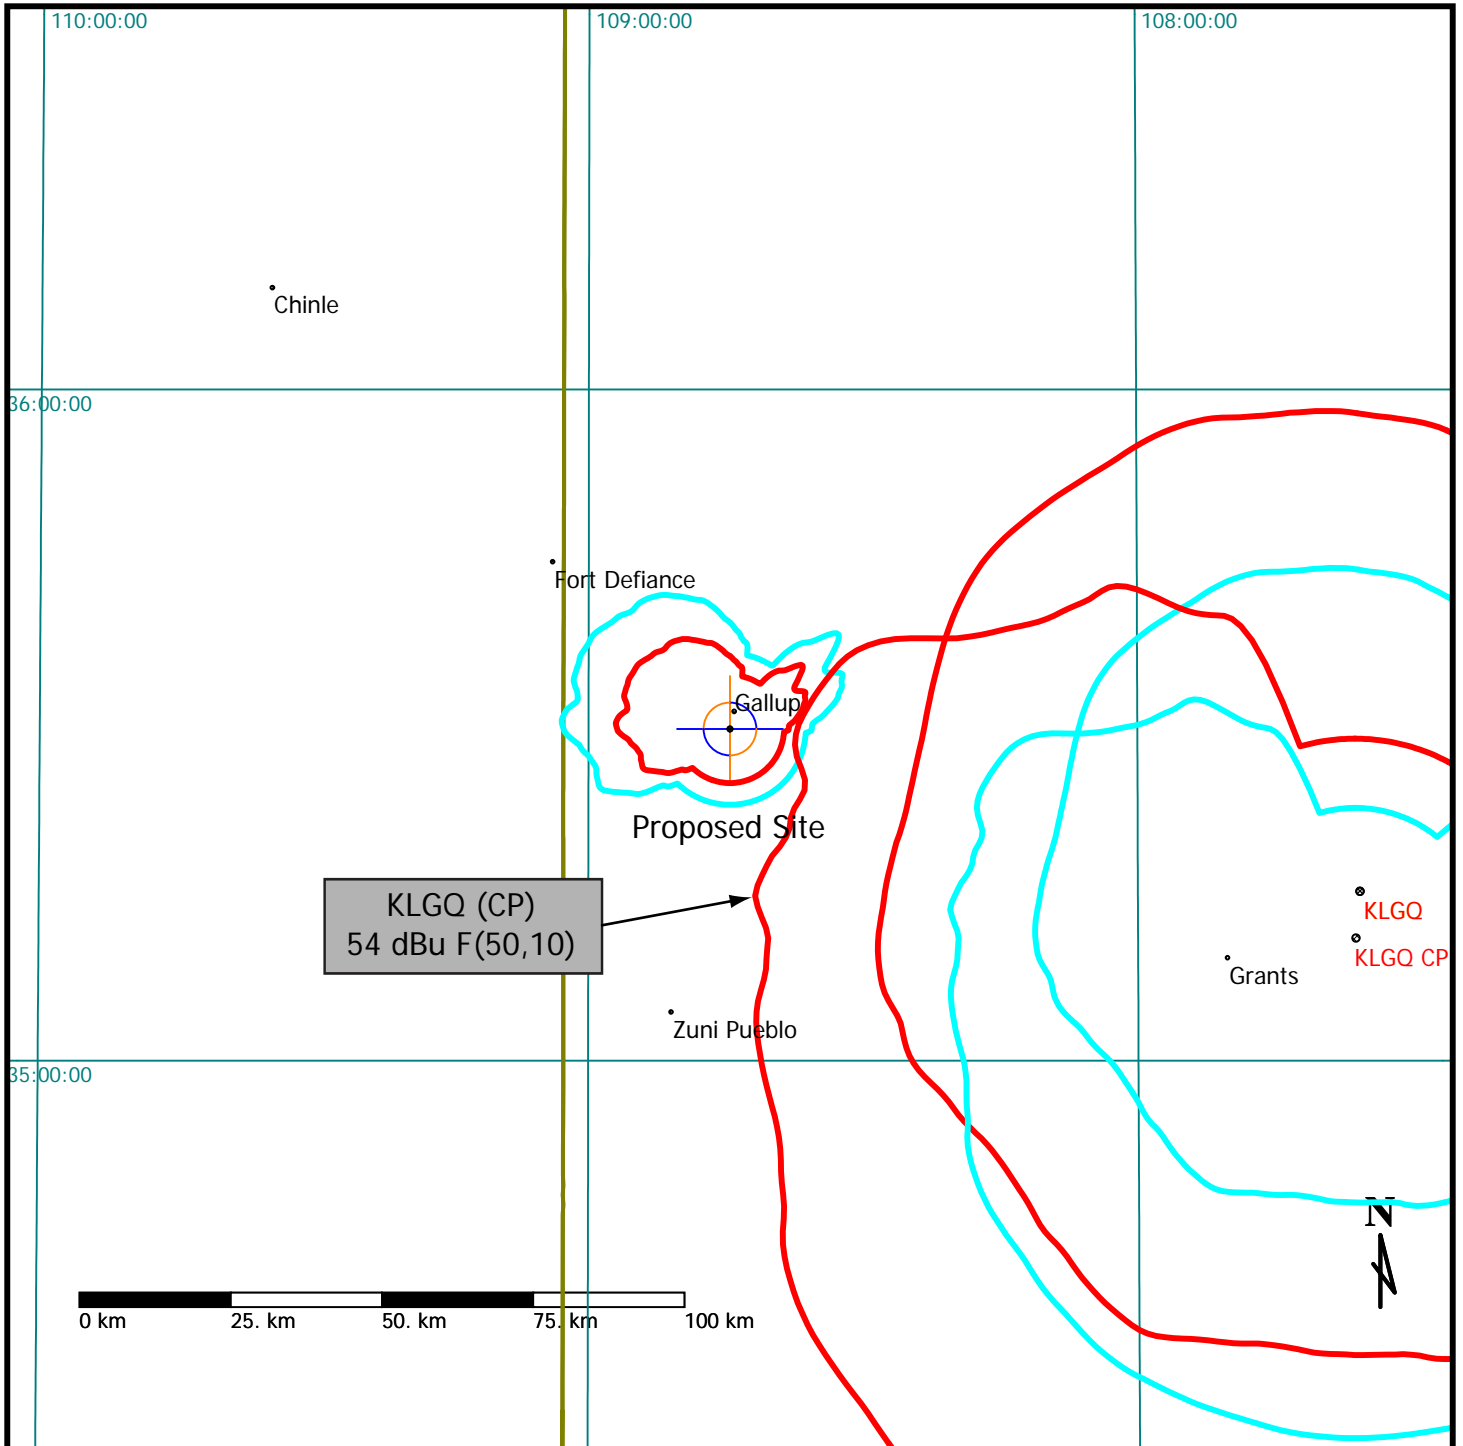 110:00:00
109:00:00
108:00:00
Chinle
36:00:00
Fort Defiance
Gallup
Proposed Site
KLGQ (CP)
54 dBu F(50,10)
KLGQ
KLGQ CP
Grants
Zuni Pueblo
35:00:00
N
0 km
25. km
50. km
75. km
100 km